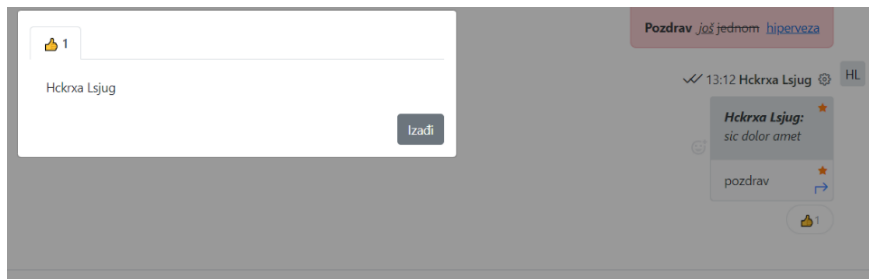 👍 1
Hckrxa Lsjug
Izađi
Pozdrav još jednom hiperveza
13:12 Hckrxa Lsjug
HL
Hckrxa Lsjug:
sic dolor amet
pozdrav
👍 1